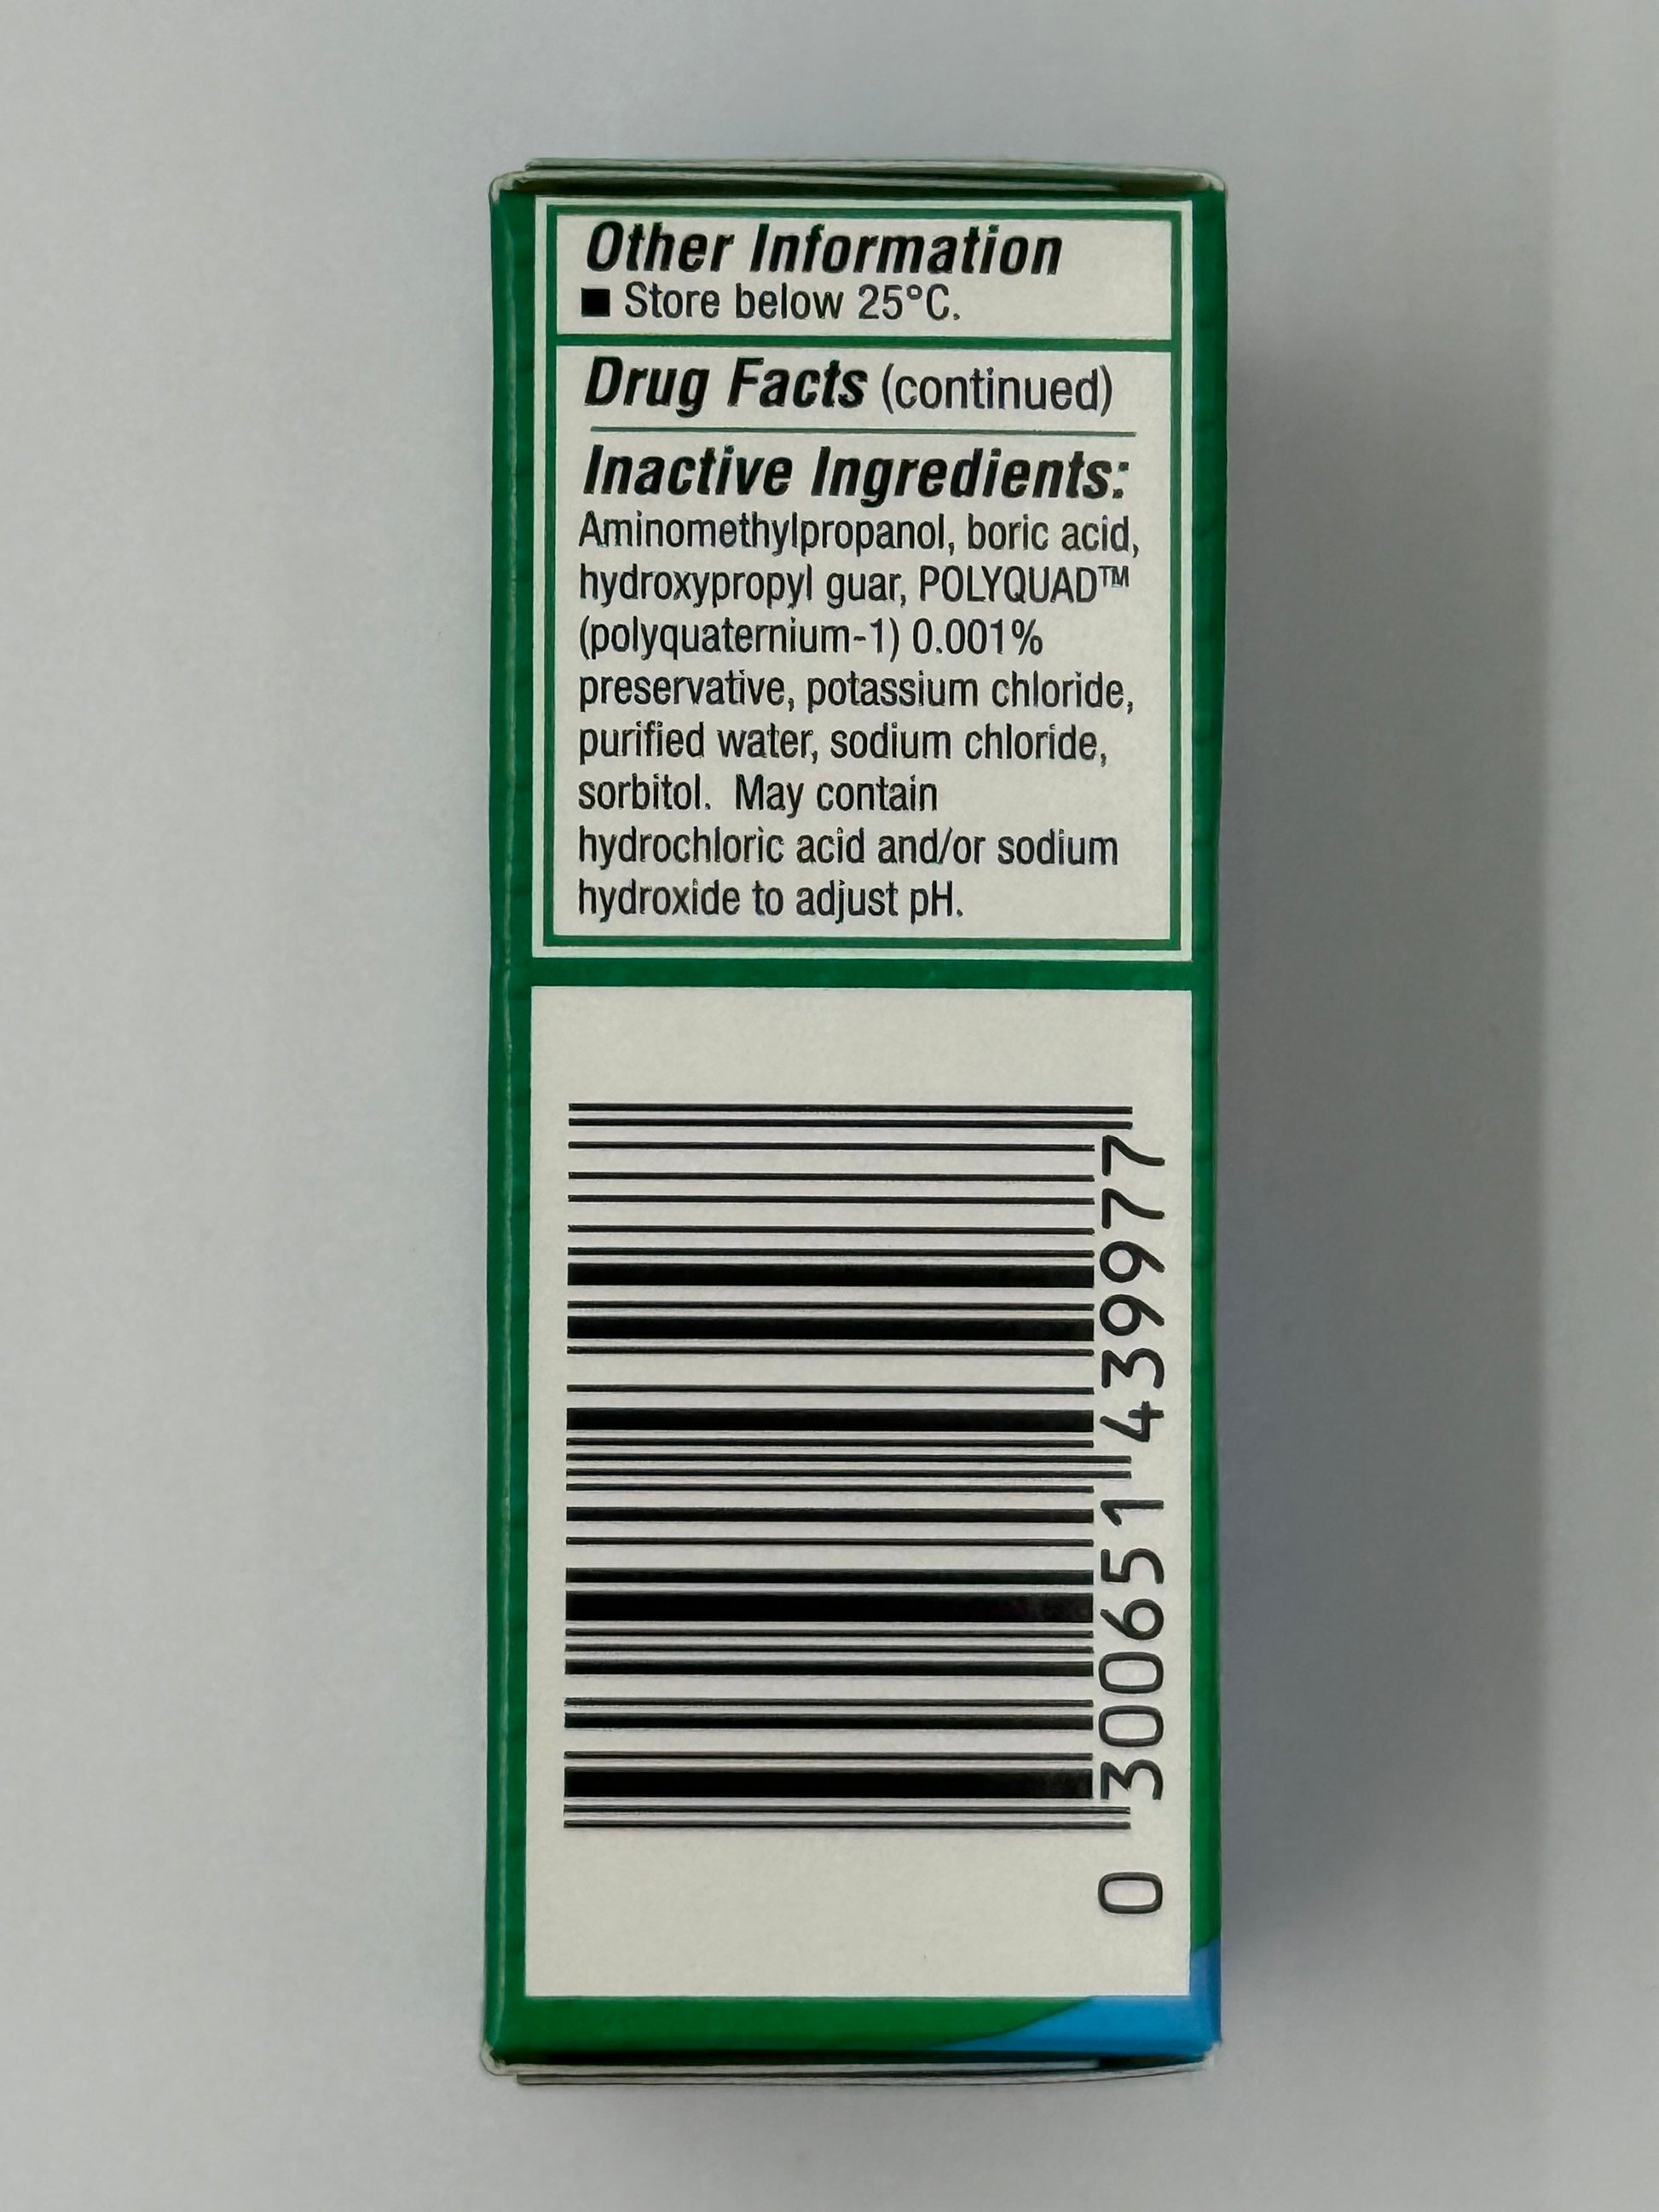 Other Information
■ Store below 25°C.
Drug Facts (continued)
Inactive Ingredients:
Aminomethylpropanol, boric acid,
hydroxypropyl guar, POLYQUAD™
(polyquaternium-1) 0.001%
preservative, potassium chloride,
purified water, sodium chloride,
sorbitol.  May contain
hydrochloric acid and/or sodium
hydroxide to adjust pH.
0 30065143997 7